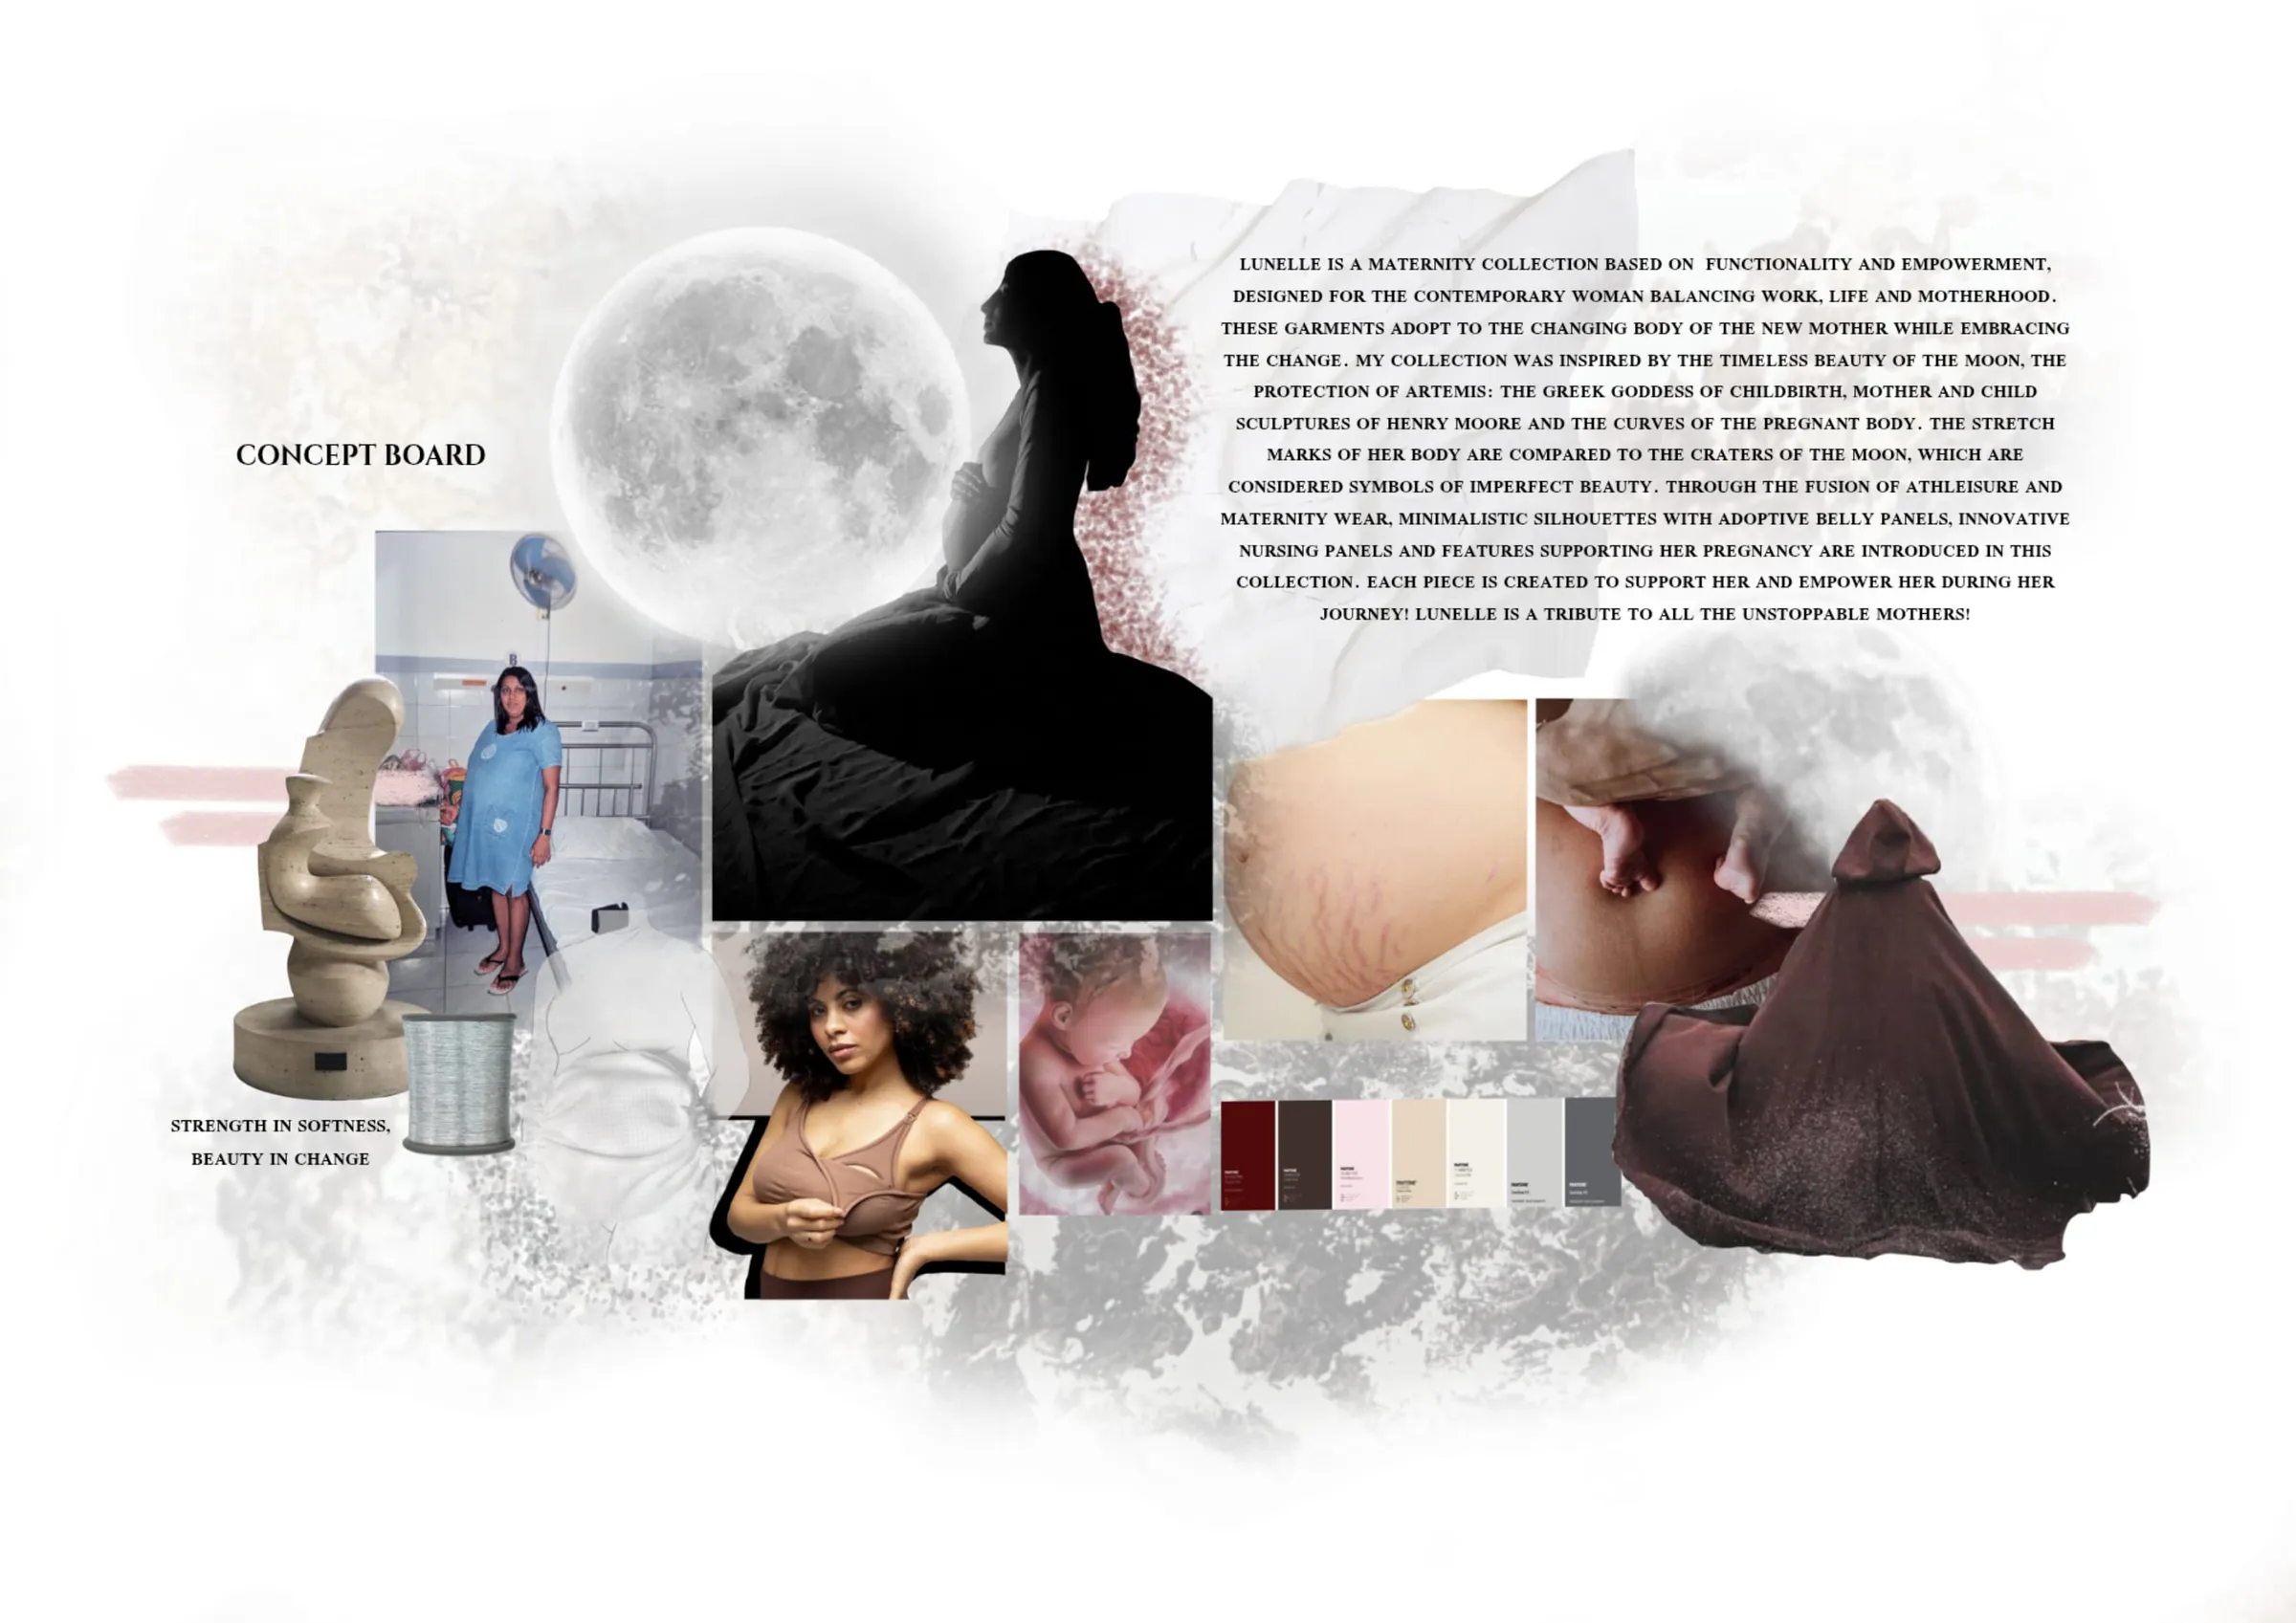 LUNELLE IS A MATERNITY COLLECTION BASED ON FUNCTIONALITY AND EMPOWERMENT,
DESIGNED FOR THE CONTEMPORARY WOMAN BALANCING WORK, LIFE AND MOTHERHOOD.
THESE GARMENTS ADOPT TO THE CHANGING BODY OF THE NEW MOTHER WHILE EMBRACING
THE CHANGE. MY COLLECTION WAS INSPIRED BY THE TIMELESS BEAUTY OF THE MOON, THE
PROTECTION OF ARTEMIS: THE GREEK GODDESS OF CHILDBIRTH, MOTHER AND CHILD
SCULPTURES OF HENRY MOORE AND THE CURVES OF THE PREGNANT BODY. THE STRETCH
MARKS OF HER BODY ARE COMPARED TO THE CRATERS OF THE MOON, WHICH ARE
CONSIDERED SYMBOLS OF IMPERFECT BEAUTY. THROUGH THE FUSION OF ATHLEISURE AND
MATERNITY WEAR, MINIMALISTIC SILHOUETTES WITH ADOPTIVE BELLY PANELS, INNOVATIVE
NURSING PANELS AND FEATURES SUPPORTING HER PREGNANCY ARE INTRODUCED IN THIS
COLLECTION. EACH PIECE IS CREATED TO SUPPORT HER AND EMPOWER HER DURING HER
JOURNEY! LUNELLE IS A TRIBUTE TO ALL THE UNSTOPPABLE MOTHERS!
CONCEPT BOARD
B
STRENGTH IN SOFTNESS,
BEAUTY IN CHANGE
PANTONE
PANTONE
PANTONE
PANTONE
PANTONE
PANTONE
PANTONE